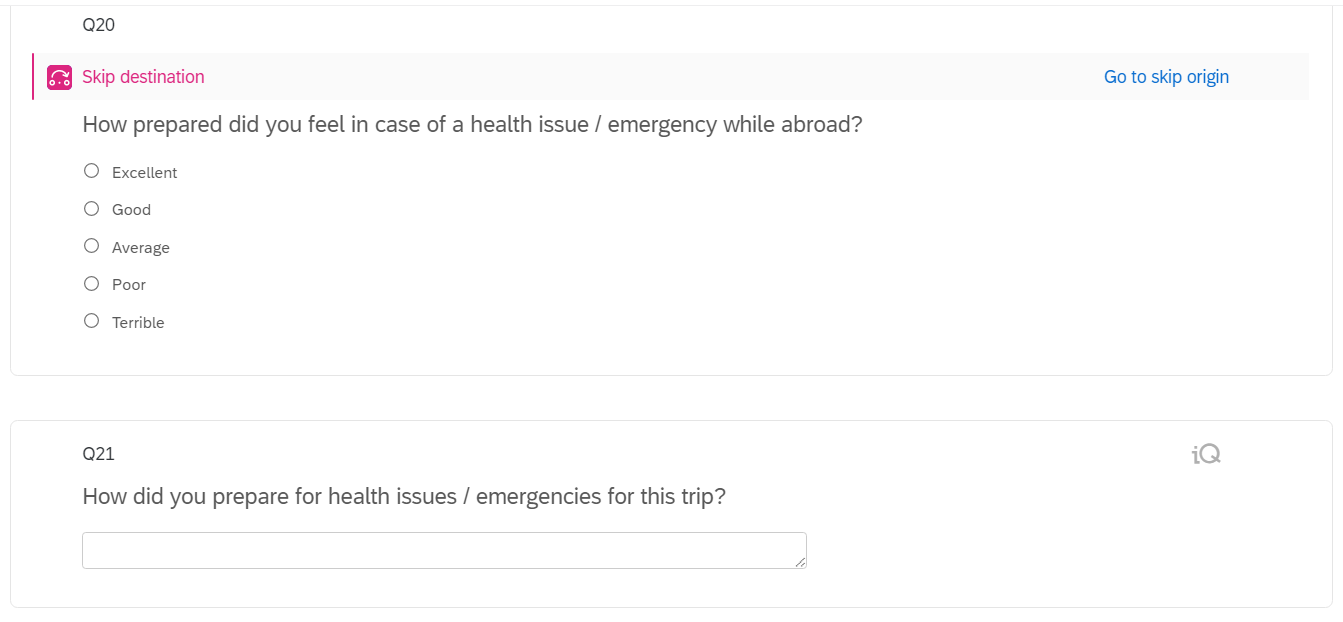 Q20
Skip destination
Go to skip origin
How prepared did you feel in case of a health issue / emergency while abroad?
Excellent
Good
Average
Poor
Terrible
Q21
iQ
How did you prepare for health issues / emergencies for this trip?